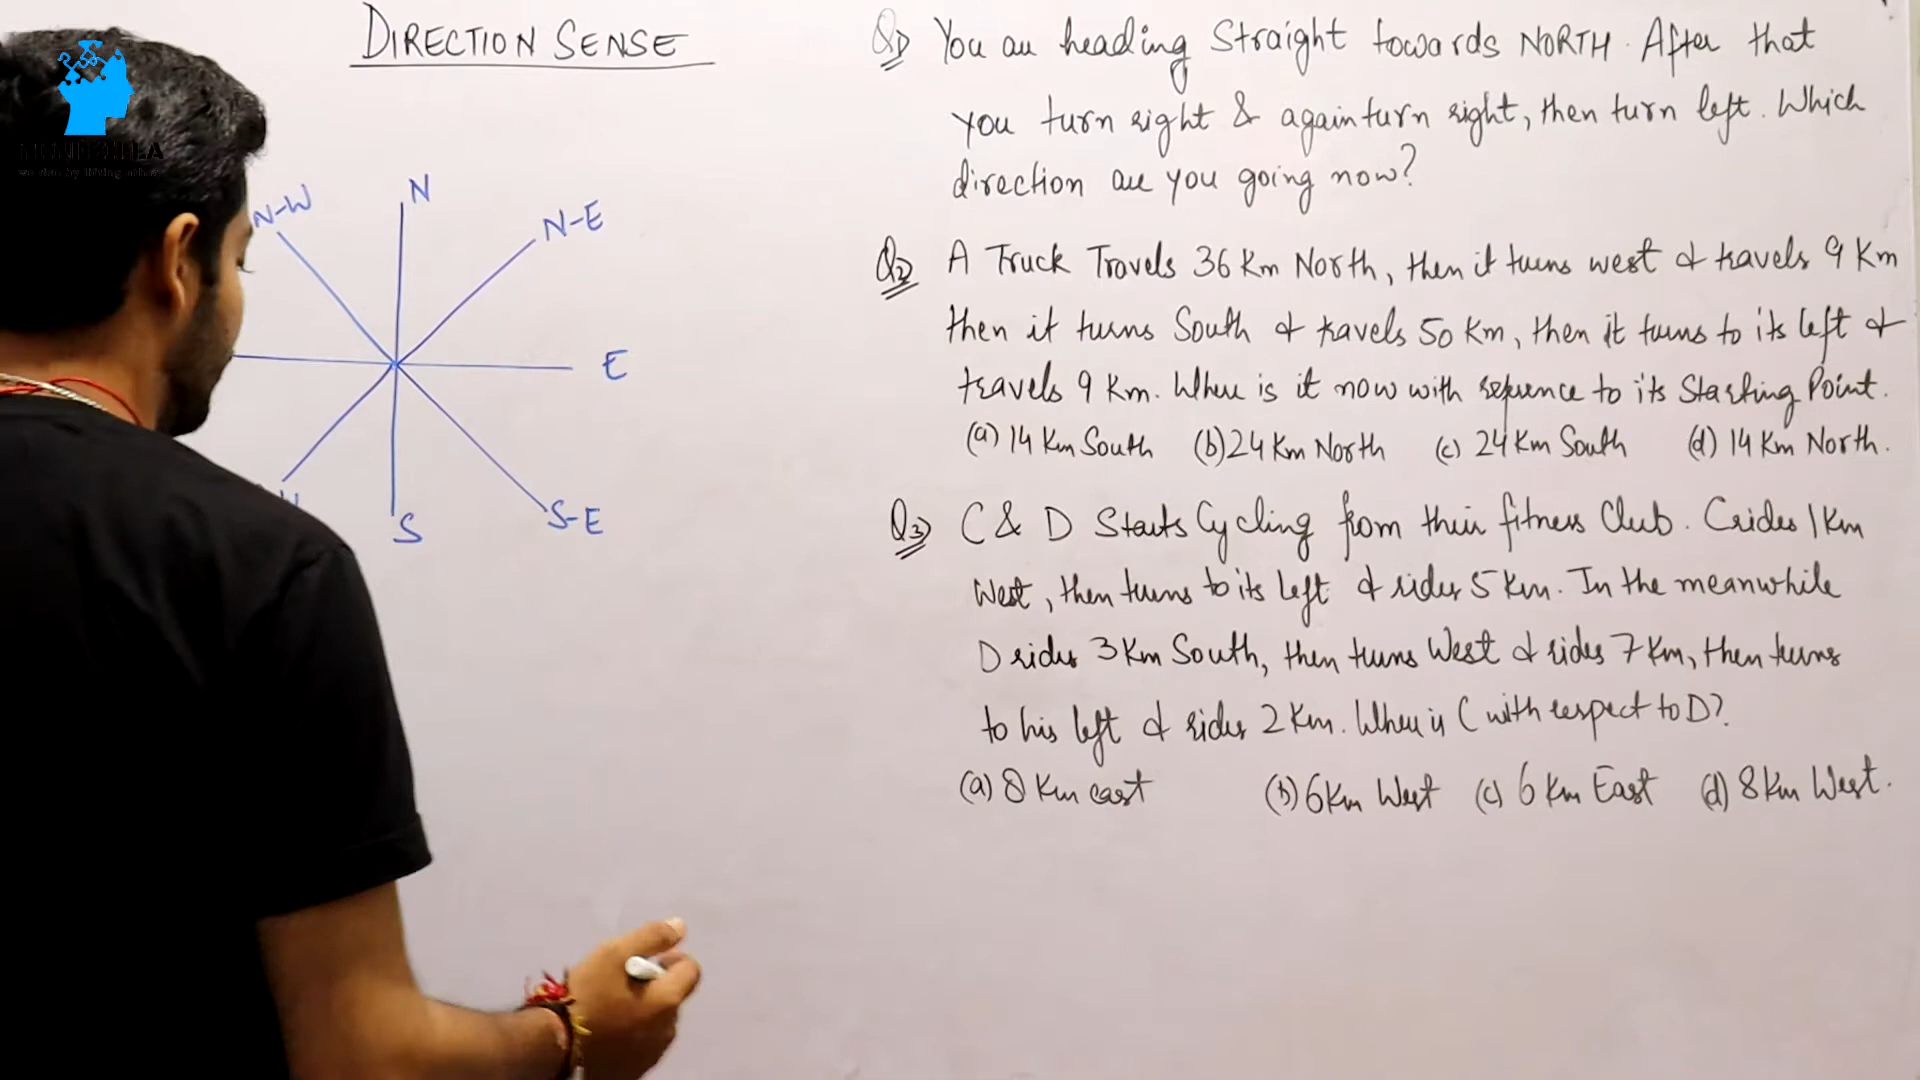 DIRECTION SENSE
N-W
N
N-E
E
S-E
S
Q1) You are heading Straight towards NORTH. After that
you turn right & again turn right, then turn left. Which
direction are you going now?
Q2) A Truck Travels 36 Km North, then it turns west & travels 9 Km
then it turns South & travels 50 Km, then it turns to its left &
travels 9 Km. Where is it now with reference to its Starting Point.
(a) 14 Km South (b) 24 Km North (c) 24 Km South (d) 14 Km North.
Q3) C & D Starts Cycling from their fitness Club. C rides 1 Km
West, then turns to its left & rides 5 Km. In the meanwhile
D rides 3 Km South, then turns West & rides 7 Km, then turns
to his left & rides 2 Km. Where is C with respect to D?
(a) 8 Km east (b) 6 Km West (c) 6 Km East (d) 8 Km West.